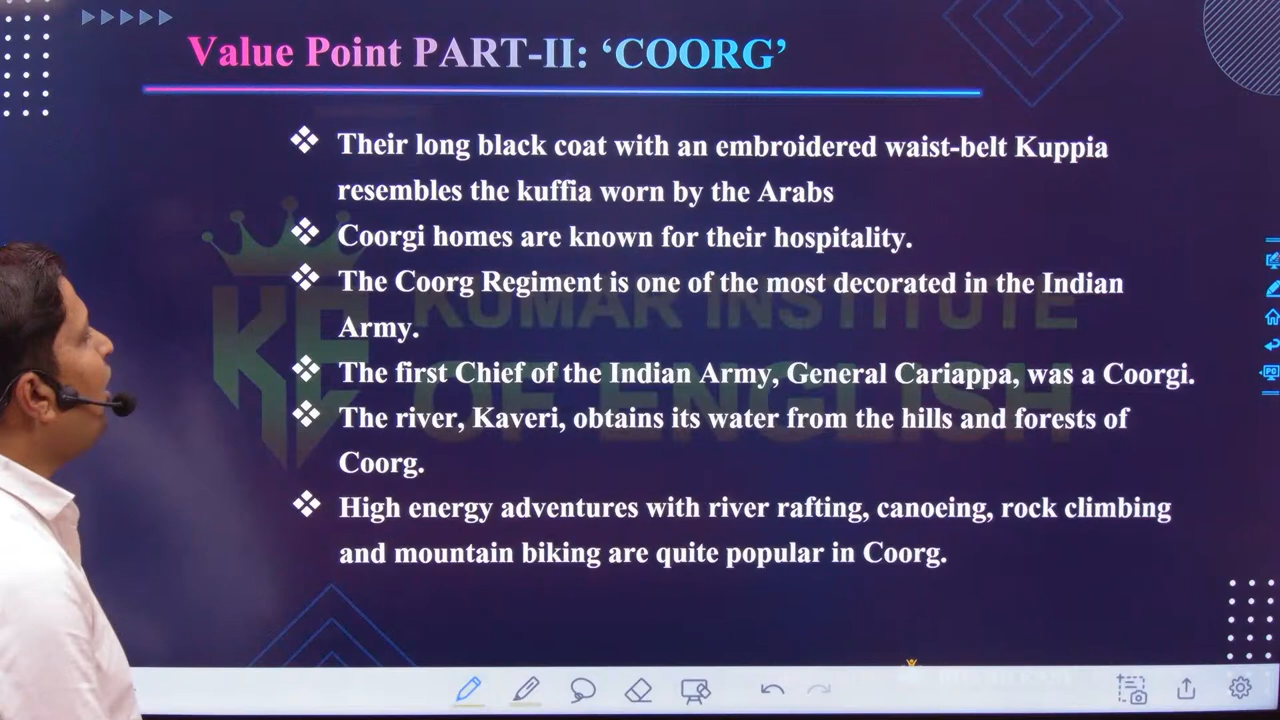 Value Point PART-II: ‘COORG’
❖ Their long black coat with an embroidered waist-belt Kuppia
resembles the kuffia worn by the Arabs
❖ Coorgi homes are known for their hospitality.
❖ The Coorg Regiment is one of the most decorated in the Indian
Army.
❖ The first Chief of the Indian Army, General Cariappa, was a Coorgi.
❖ The river, Kaveri, obtains its water from the hills and forests of
Coorg.
❖ High energy adventures with river rafting, canoeing, rock climbing
and mountain biking are quite popular in Coorg.
KUMAR INSTITUTE
OF ENGLISH
PC